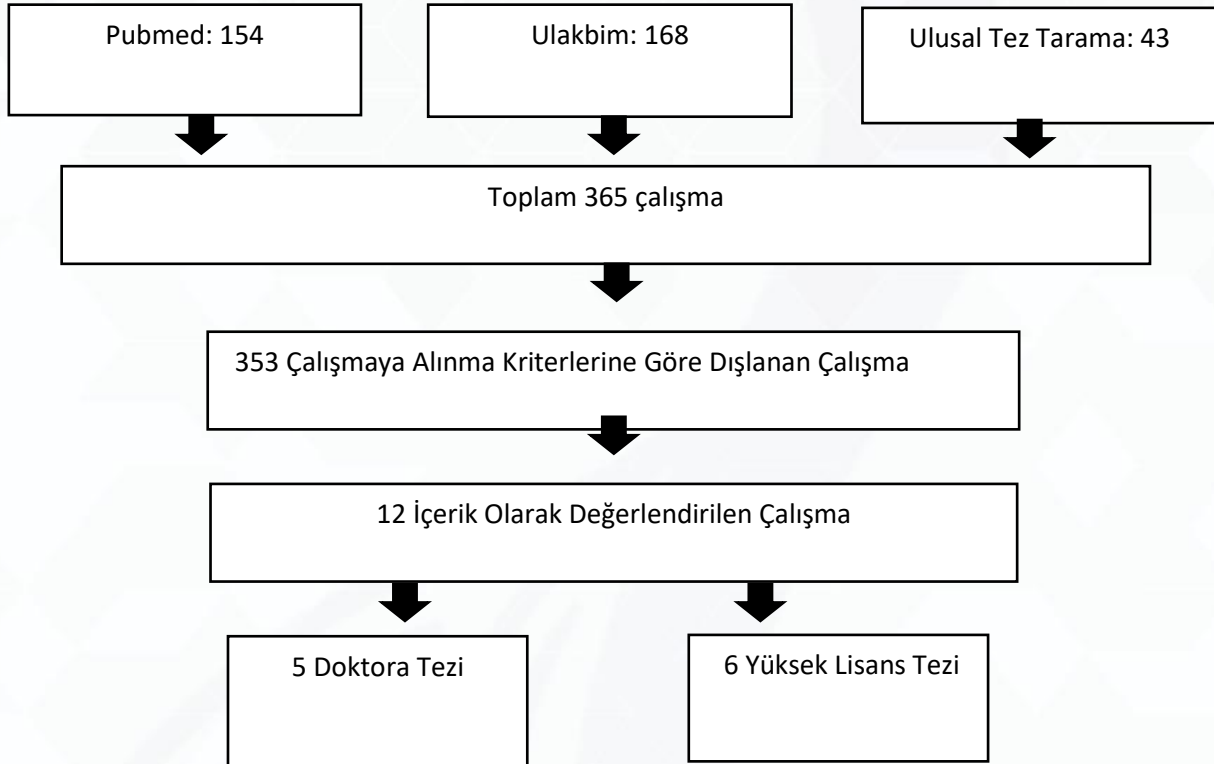 Pubmed: 154
Ulakbim: 168
Ulusal Tez Tarama: 43
Toplam 365 çalışma
353 Çalışmaya Alınma Kriterlerine Göre Dışlanan Çalışma
12 İçerik Olarak Değerlendirilen Çalışma
5 Doktora Tezi
6 Yüksek Lisans Tezi